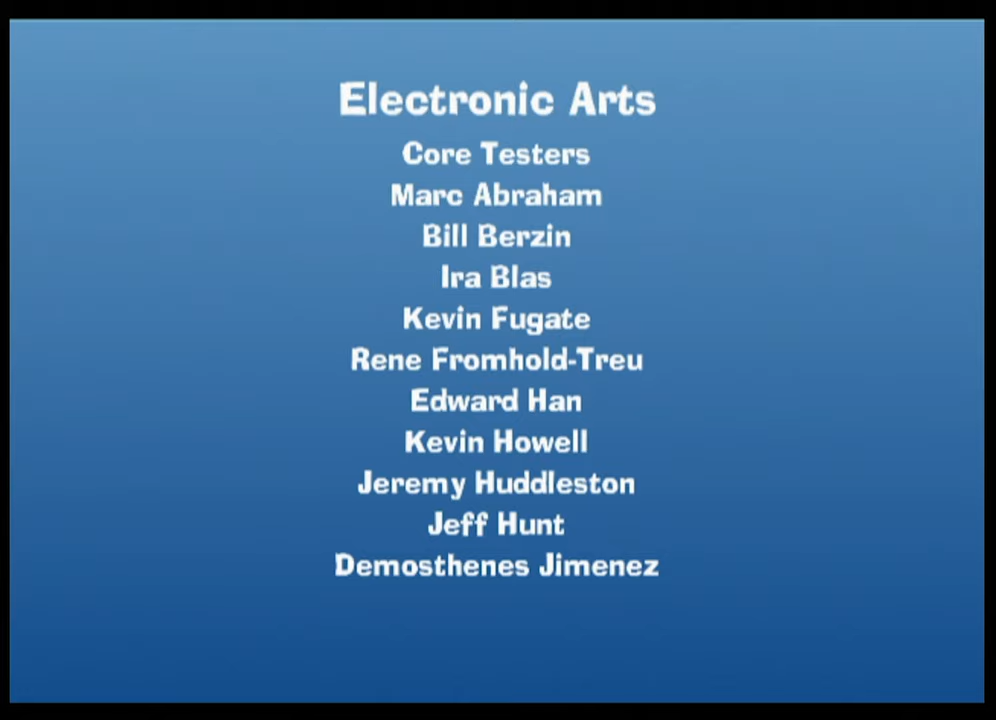 Electronic Arts
Core Testers
Marc Abraham
Bill Berzin
Ira Blas
Kevin Fugate
Rene Fromhold-Treu
Edward Han
Kevin Howell
Jeremy Huddleston
Jeff Hunt
Demosthenes Jimenez